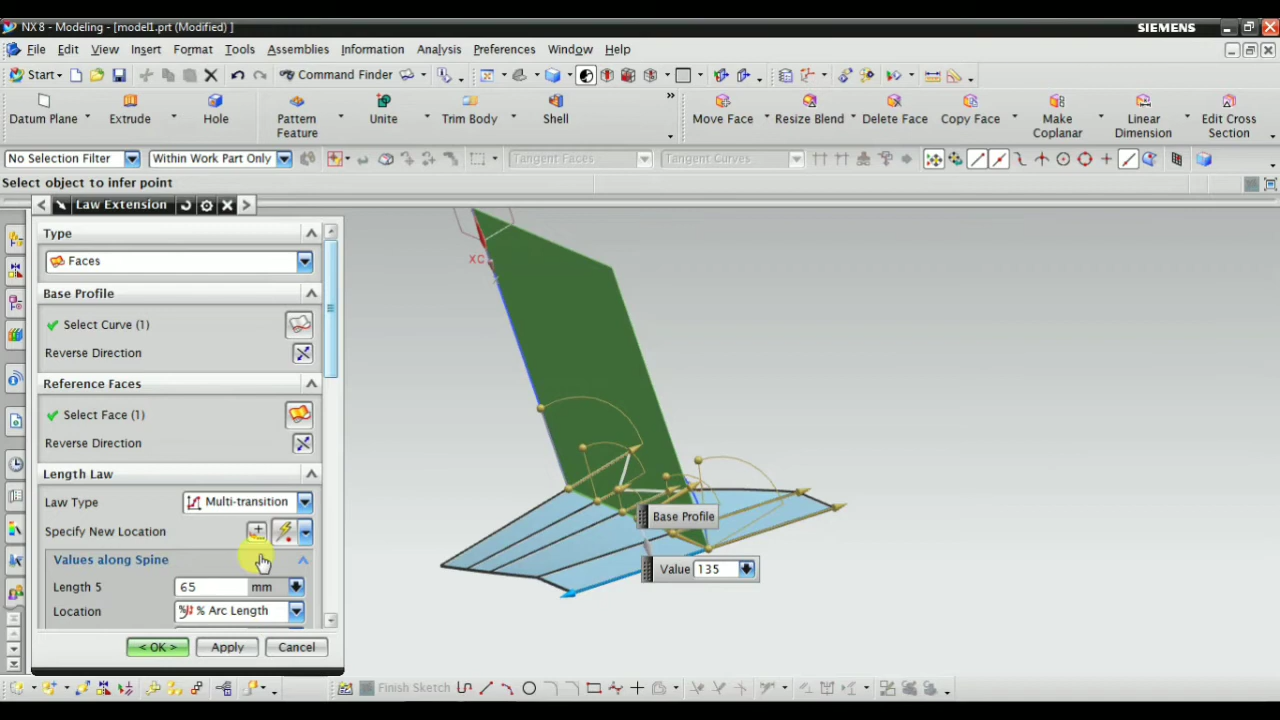 NX 8 - Modeling - [model1.prt (Modified) ]
SIEMENS
File Edit View Insert Format Tools Assemblies Information Analysis Preferences Window Help
Start Command Finder
Datum Plane Extrude Hole Pattern Feature Unite Trim Body Shell Move Face Resize Blend Delete Face Copy Face Make Coplanar Linear Dimension Edit Cross Section
No Selection Filter Within Work Part Only Tangent Faces Tangent Curves
Select object to infer point
Law Extension
Type
Faces
Base Profile
Select Curve (1)
Reverse Direction
Reference Faces
Select Face (1)
Reverse Direction
Length Law
Law Type Multi-transition
Specify New Location
Values along Spine
Length 5 65 mm
Location % Arc Length
< OK > Apply Cancel
XC
Base Profile
Value 135
Finish Sketch